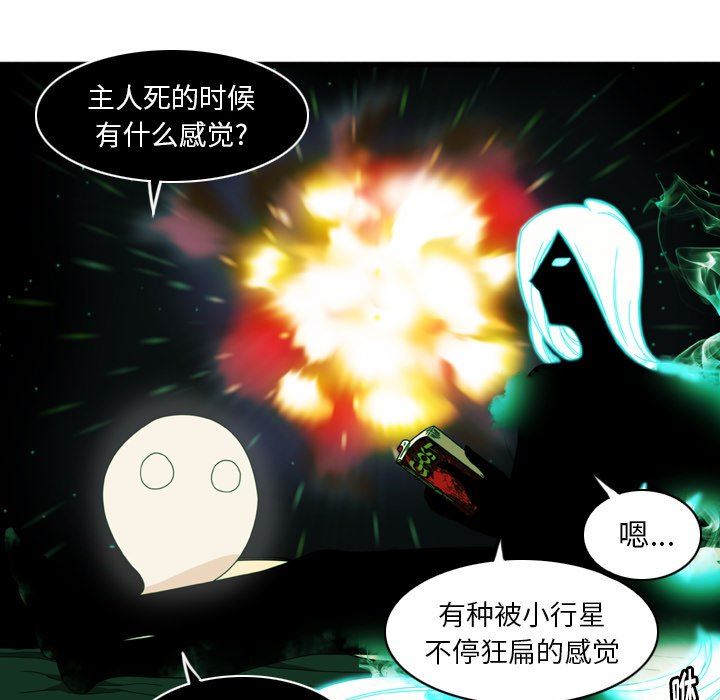 主人死的时候
有什么感觉?
嗯...
有种被小行星
不停狂扁的感觉
咻